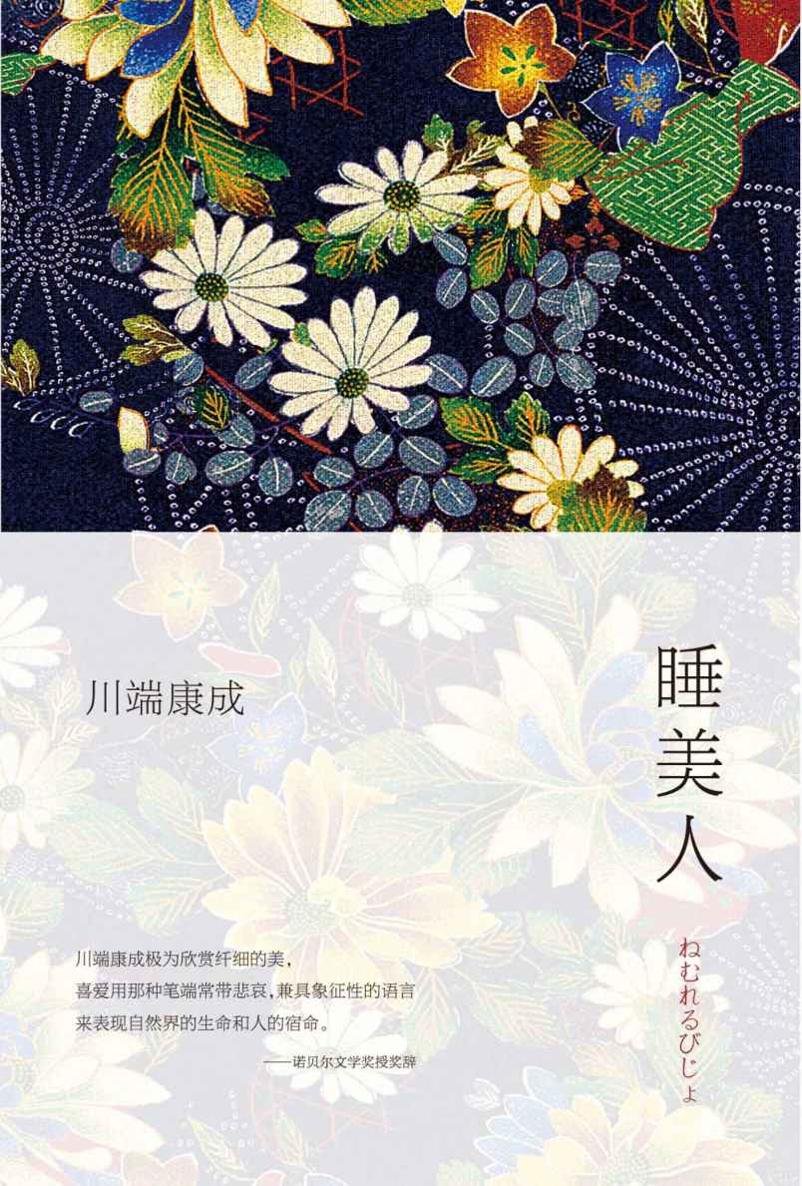 川端康成
睡美人
ねむれるびじょ
川端康成极为欣赏纤细的美，
喜爱用那种笔端常带悲哀，兼具象征性的语言
来表现自然界的生命和人的宿命。
——诺贝尔文学奖授奖辞